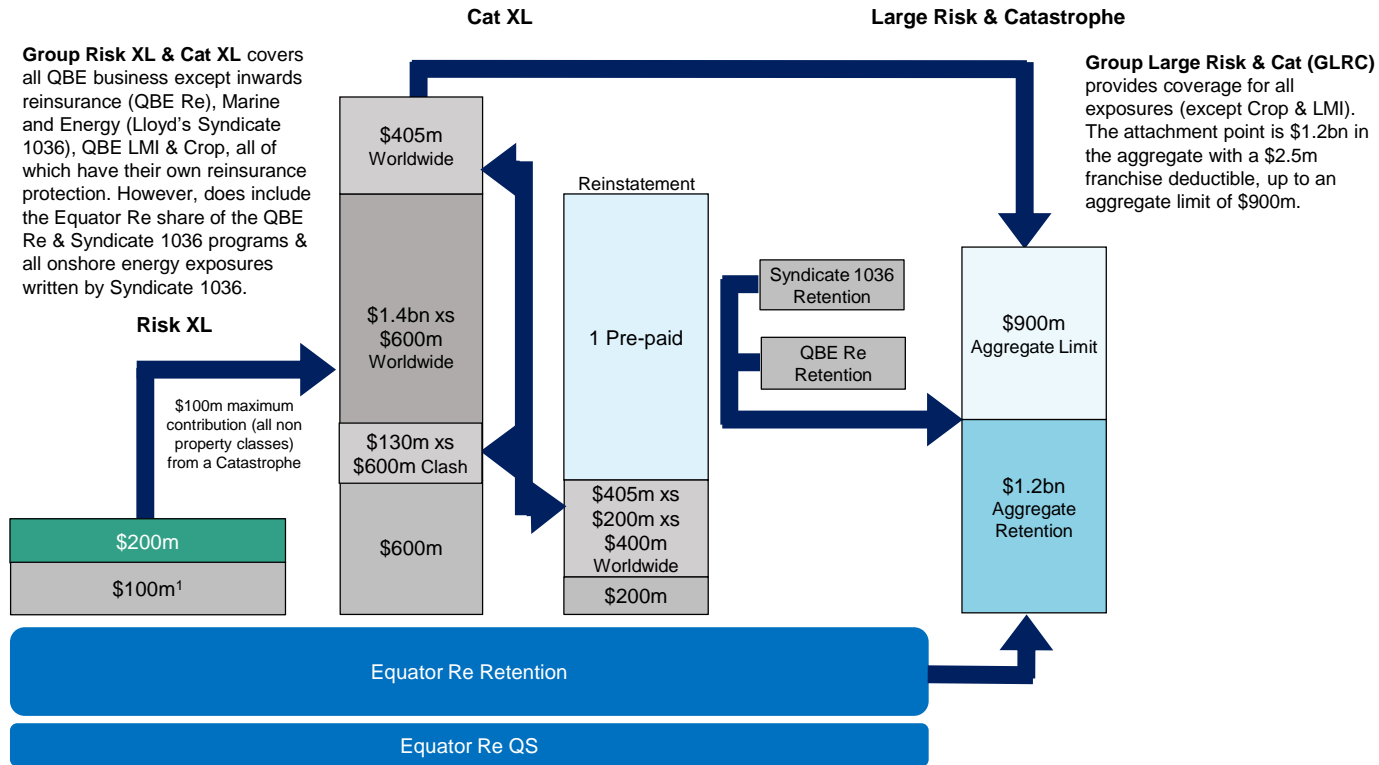 Cat XL
Large Risk & Catastrophe
Group Risk XL & Cat XL covers
all QBE business except inwards
reinsurance (QBE Re), Marine
and Energy (Lloyd's Syndicate
1036), QBE LMI & Crop, all of
which have their own reinsurance
protection. However, does include
the Equator Re share of the QBE
Re & Syndicate 1036 programs &
all onshore energy exposures
written by Syndicate 1036.
Group Large Risk & Cat (GLRC)
provides coverage for all
exposures (except Crop & LMI).
The attachment point is $1.2bn in
the aggregate with a $2.5m
franchise deductible, up to an
aggregate limit of $900m.
Risk XL
$100m maximum
contribution (all non
property classes)
from a Catastrophe
$200m
$100m¹
$405m
Worldwide
$1.4bn xs
$600m
Worldwide
$130m xs
$600m Clash
$600m
Reinstatement
1 Pre-paid
$405m xs
$200m xs
$400m
Worldwide
$200m
Syndicate 1036
Retention
QBE Re
Retention
$900m
Aggregate Limit
$1.2bn
Aggregate
Retention
Equator Re Retention
Equator Re QS